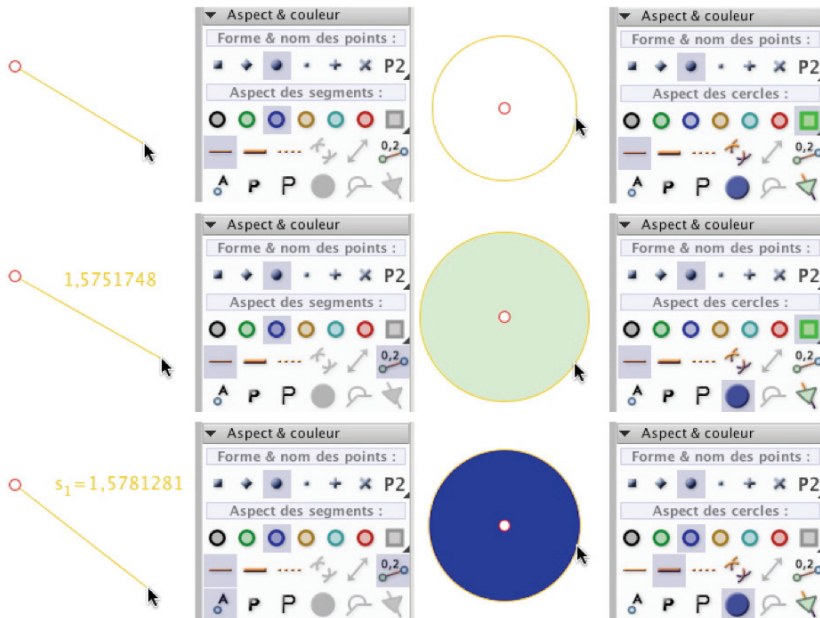 Aspect & couleur
Forme & nom des points :
P2
Aspect des segments :
0,2
A P P
Aspect & couleur
Forme & nom des points :
P2
Aspect des cercles :
0,2
A P P
1,5751748
Aspect & couleur
Forme & nom des points :
P2
Aspect des segments :
0,2
A P P
Aspect & couleur
Forme & nom des points :
P2
Aspect des cercles :
0,2
A P P
s₁=1,5781281
Aspect & couleur
Forme & nom des points :
P2
Aspect des segments :
0,2
A P P
Aspect & couleur
Forme & nom des points :
P2
Aspect des cercles :
0,2
A P P